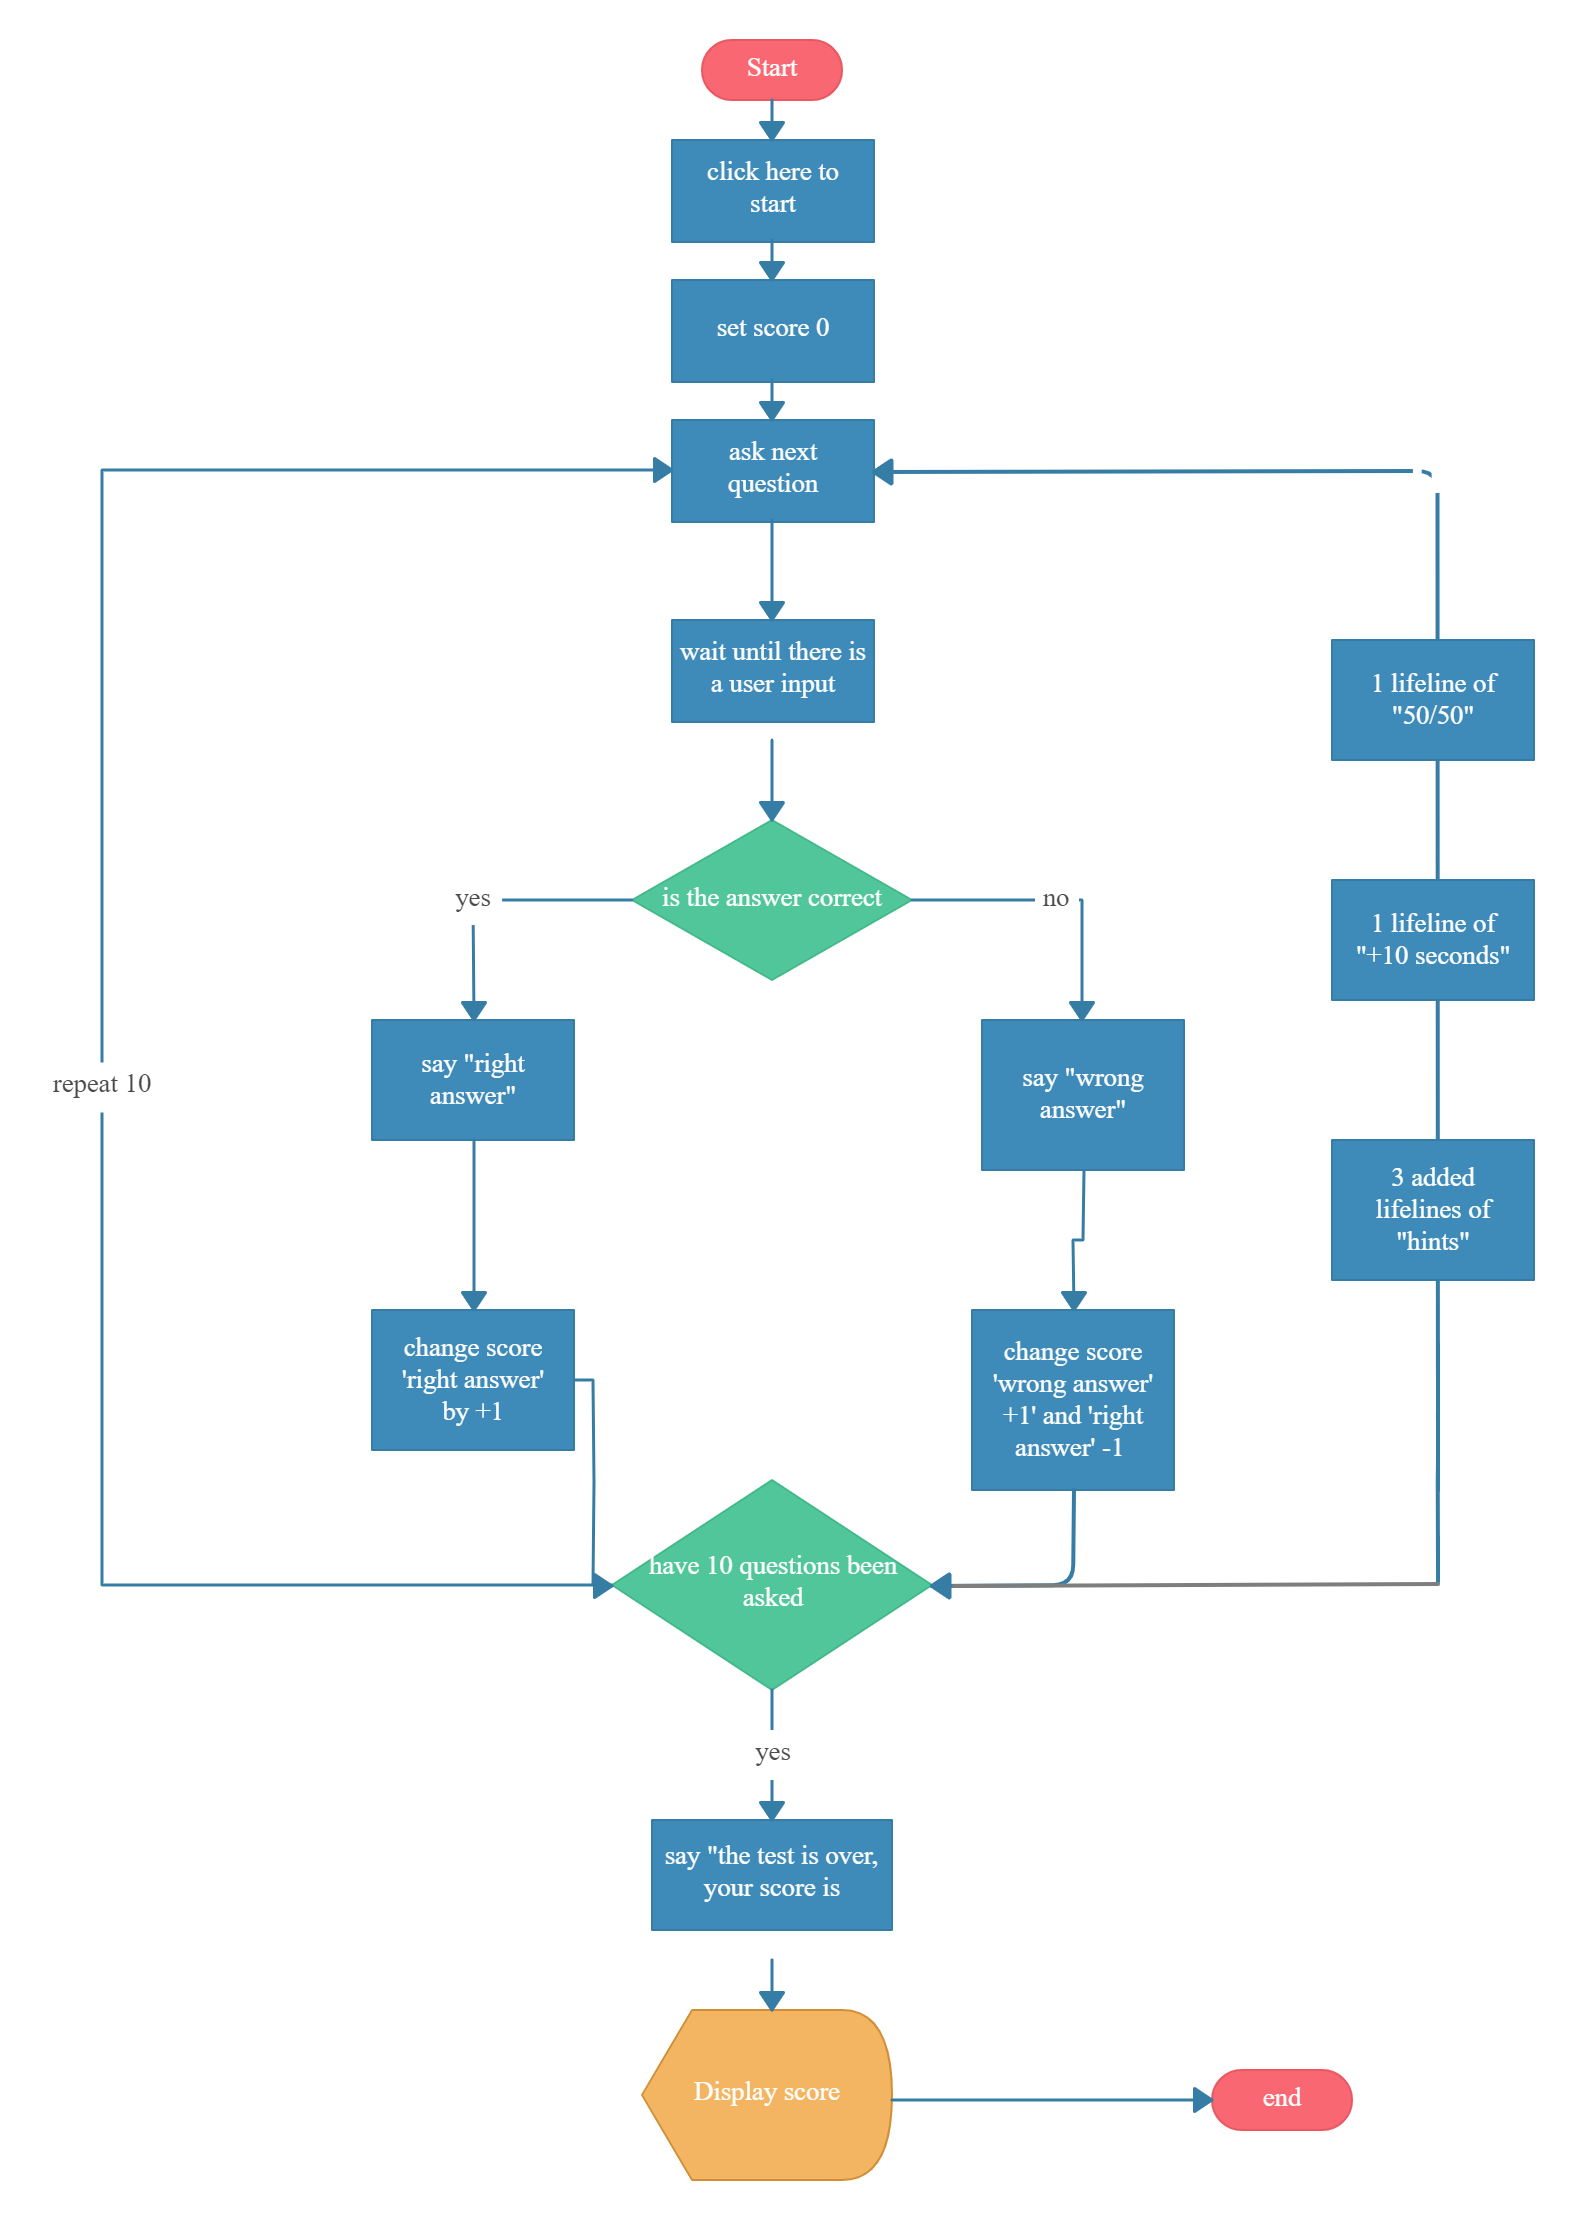 Start
click here to
start
set score 0
ask next
question
wait until there is
a user input
1 lifeline of
"50/50"
is the answer correct
yes
no
1 lifeline of
"+10 seconds"
say "right
answer"
say "wrong
answer"
repeat 10
3 added
lifelines of
"hints"
change score
'right answer'
by +1
change score
'wrong answer'
+1' and 'right
answer' -1
have 10 questions been
asked
yes
say "the test is over,
your score is
Display score
end